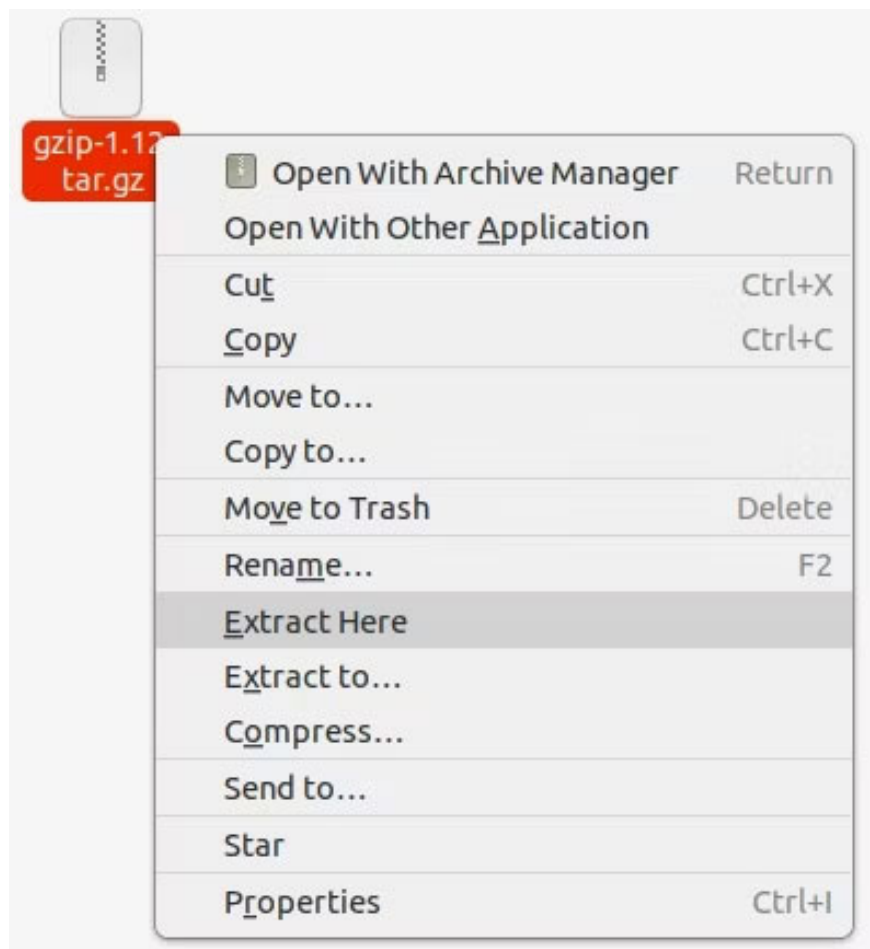 gzip-1.12.
tar.gz
Open With Archive Manager Return
Open With Other Application
Cut Ctrl+X
Copy Ctrl+C
Move to…
Copy to…
Move to Trash Delete
Rename… F2
Extract Here
Extract to…
Compress…
Send to…
Star
Properties Ctrl+I